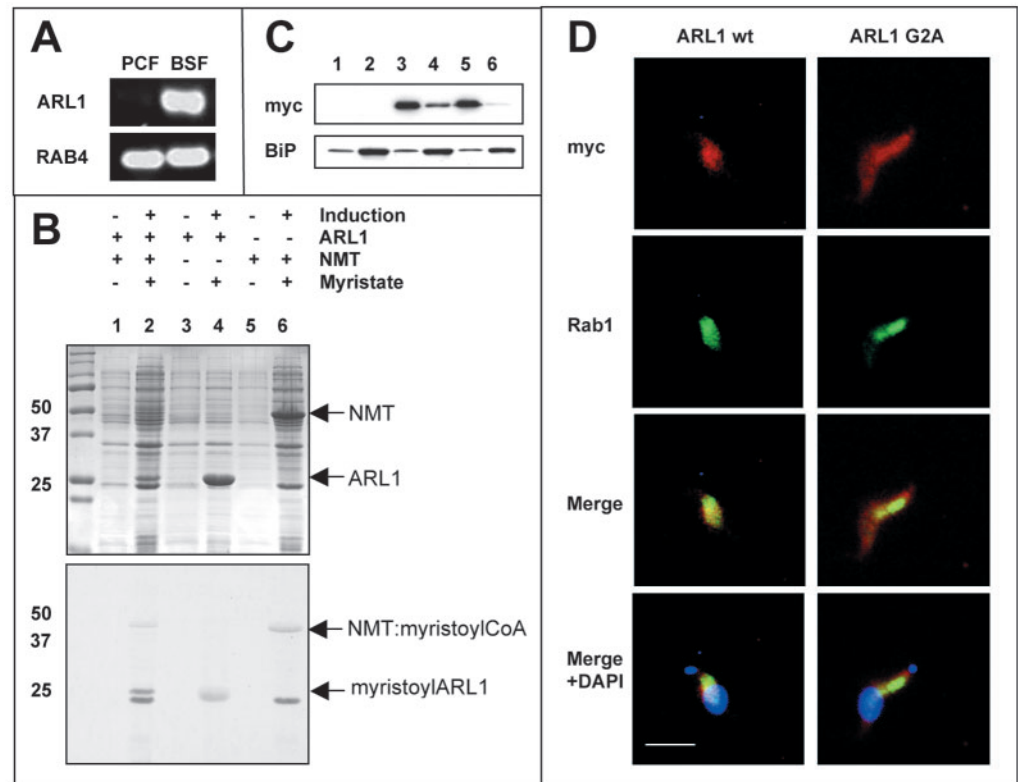 A
PCF BSF
ARL1
RAB4
C
1 2 3 4 5 6
myc
BiP
B
- + - + - + Induction
+ + + + - - ARL1
+ + - - + + NMT
- + - + - + Myristate
1 2 3 4 5 6
50
37
25
NMT
ARL1
50
37
25
NMT:myristoylCoA
myristoylARL1
D
ARL1 wt ARL1 G2A
myc
Rab1
Merge
Merge
+DAPI